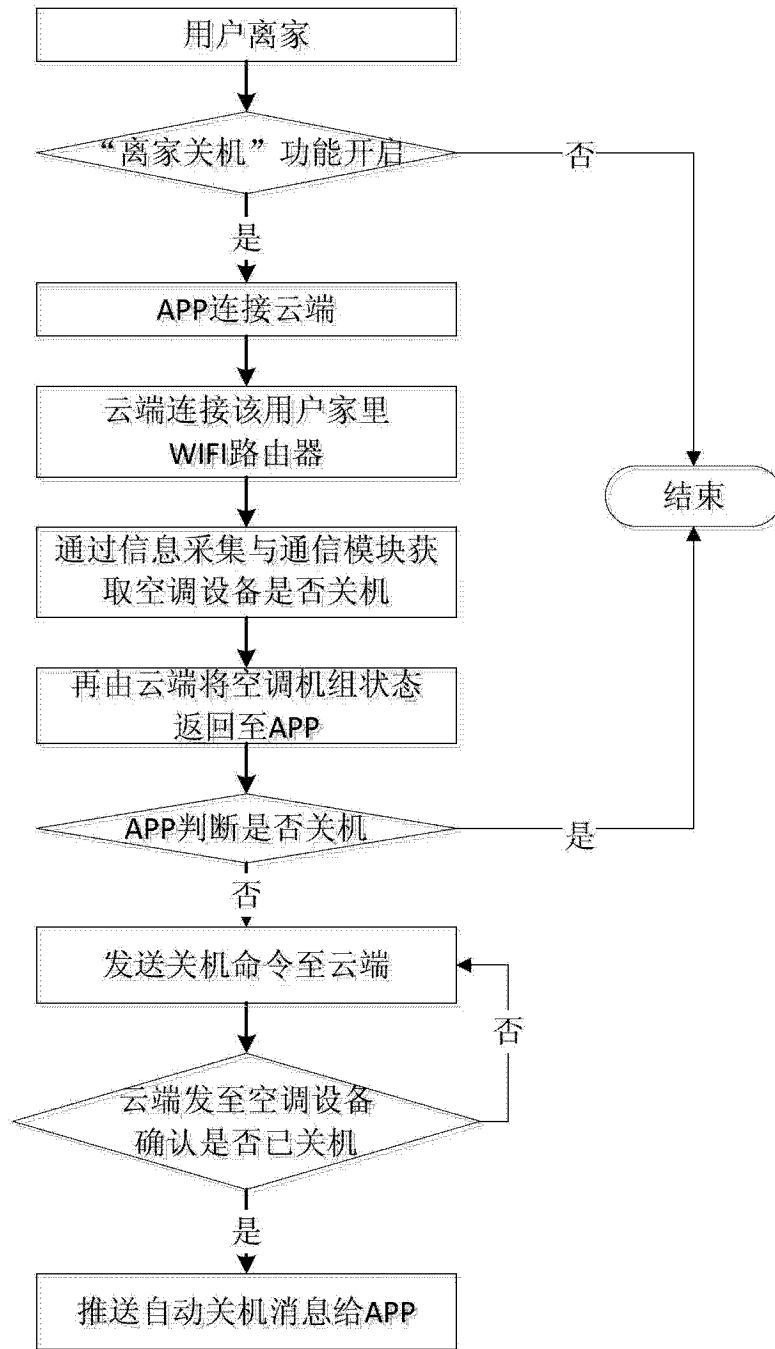 用户离家
“离家关机”功能开启
否
是
APP连接云端
云端连接该用户家里
WIFI路由器
结束
通过信息采集与通信模块获
取空调设备是否关机
再由云端将空调机组状态
返回至APP
APP判断是否关机
是
否
发送关机命令至云端
否
云端发至空调设备
确认是否已关机
是
推送自动关机消息给APP